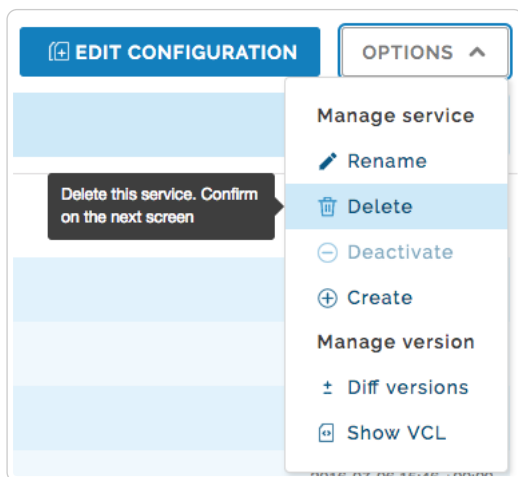 EDIT CONFIGURATION
OPTIONS
Manage service
Rename
Delete this service. Confirm
on the next screen
Delete
Deactivate
Create
Manage version
Diff versions
Show VCL